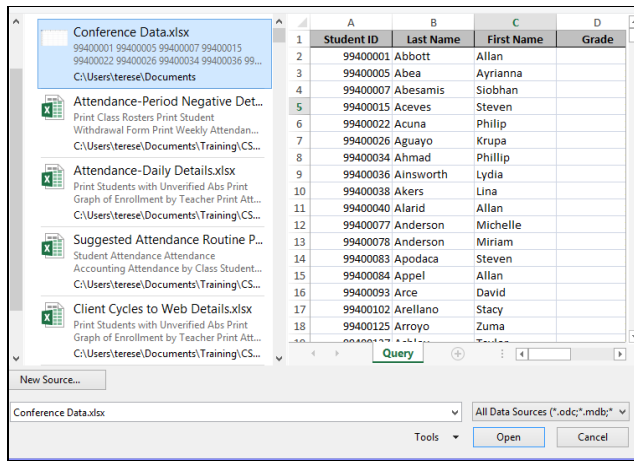 Conference Data.xlsx
99400001 99400005 99400007 99400015
99400022 99400026 99400034 99400036 99...
C:\Users\terese\Documents
Attendance-Period Negative Det...
Print Class Rosters Print Student
Withdrawal Form Print Weekly Attendan...
C:\Users\terese\Documents\Training\CS...
Attendance-Daily Details.xlsx
Print Students with Unverified Abs Print
Graph of Enrollment by Teacher Print Att...
C:\Users\terese\Documents\Training\CS...
Suggested Attendance Routine P...
Student Attendance Attendance
Accounting Attendance by Class Student...
C:\Users\terese\Documents\Training\CS...
Client Cycles to Web Details.xlsx
Print Students with Unverified Abs Print
Graph of Enrollment by Teacher Print Att...
C:\Users\terese\Documents\Training\CS...
A B C D
1 Student ID Last Name First Name Grade
2 99400001 Abbott Allan
3 99400005 Abea Ayrianna
4 99400007 Abesamis Siobhan
5 99400015 Aceves Steven
6 99400022 Acuna Philip
7 99400026 Aguayo Krupa
8 99400034 Ahmad Phillip
9 99400036 Ainsworth Lydia
10 99400038 Akers Lina
11 99400040 Alarid Allan
12 99400077 Anderson Michelle
13 99400078 Anderson Miriam
14 99400083 Apodaca Steven
15 99400084 Appel Allan
16 99400093 Arce David
17 99400102 Arellano Stacy
18 99400125 Arroyo Zuma
Query
New Source...
Conference Data.xlsx All Data Sources (*.odc;*.mdb;*
Tools Open Cancel